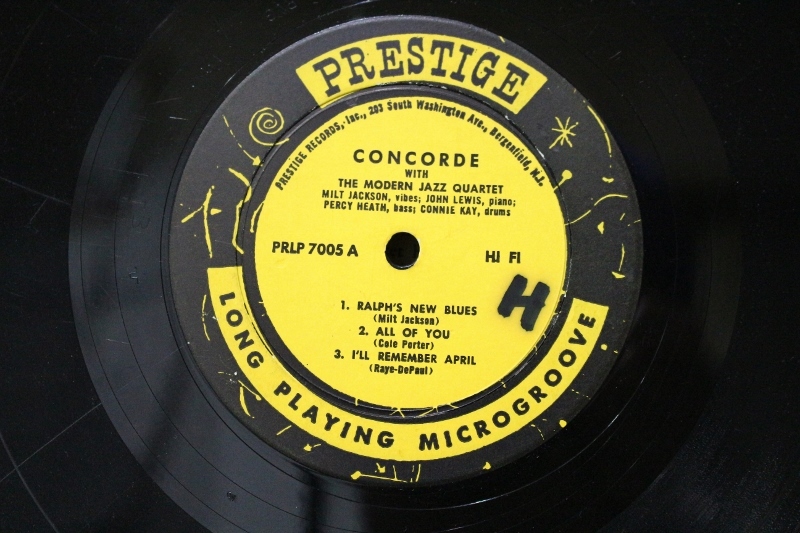 PRESTIGE
PRESTIGE RECORDS, Inc., 203 South Washington Ave., Bergenfield, N.J.
CONCORDE
WITH
THE MODERN JAZZ QUARTET
MILT JACKSON, vibes; JOHN LEWIS, piano;
PERCY HEATH, bass; CONNIE KAY, drums
PRLP 7005 A HI FI
H
1. RALPH'S NEW BLUES
(Milt Jackson)
2. ALL OF YOU
(Cole Porter)
3. I'LL REMEMBER APRIL
(Raye-DePaul)
LONG PLAYING MICROGROOVE